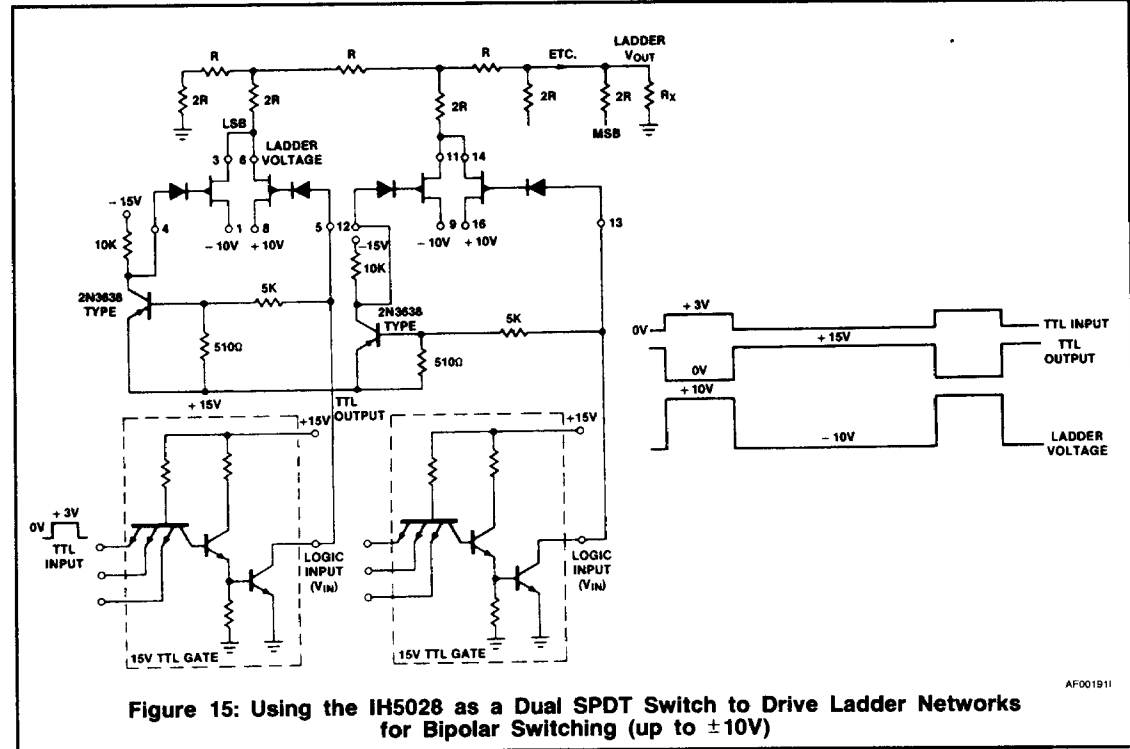 R
R
R
ETC.
LADDER
VOUT
2R
2R
2R
2R
2R
RX
LSB
MSB
LADDER
VOLTAGE
3
6
11
14
- 15V
4
1
8
5
12
9
16
13
- 10V
+ 10V
- 10V
+ 10V
10K
-15V
10K
2N3638
TYPE
5K
2N3638
TYPE
5K
510Ω
510Ω
+ 15V
TTL
OUTPUT
+15V
+15V
0V
+ 3V
TTL
INPUT
LOGIC
INPUT
(VIN)
LOGIC
INPUT
(VIN)
15V TTL GATE
15V TTL GATE
+ 3V
0V
TTL INPUT
+ 15V
TTL
OUTPUT
0V
+ 10V
- 10V
LADDER
VOLTAGE
AF00191I
Figure 15: Using the IH5028 as a Dual SPDT Switch to Drive Ladder Networks
for Bipolar Switching (up to ±10V)